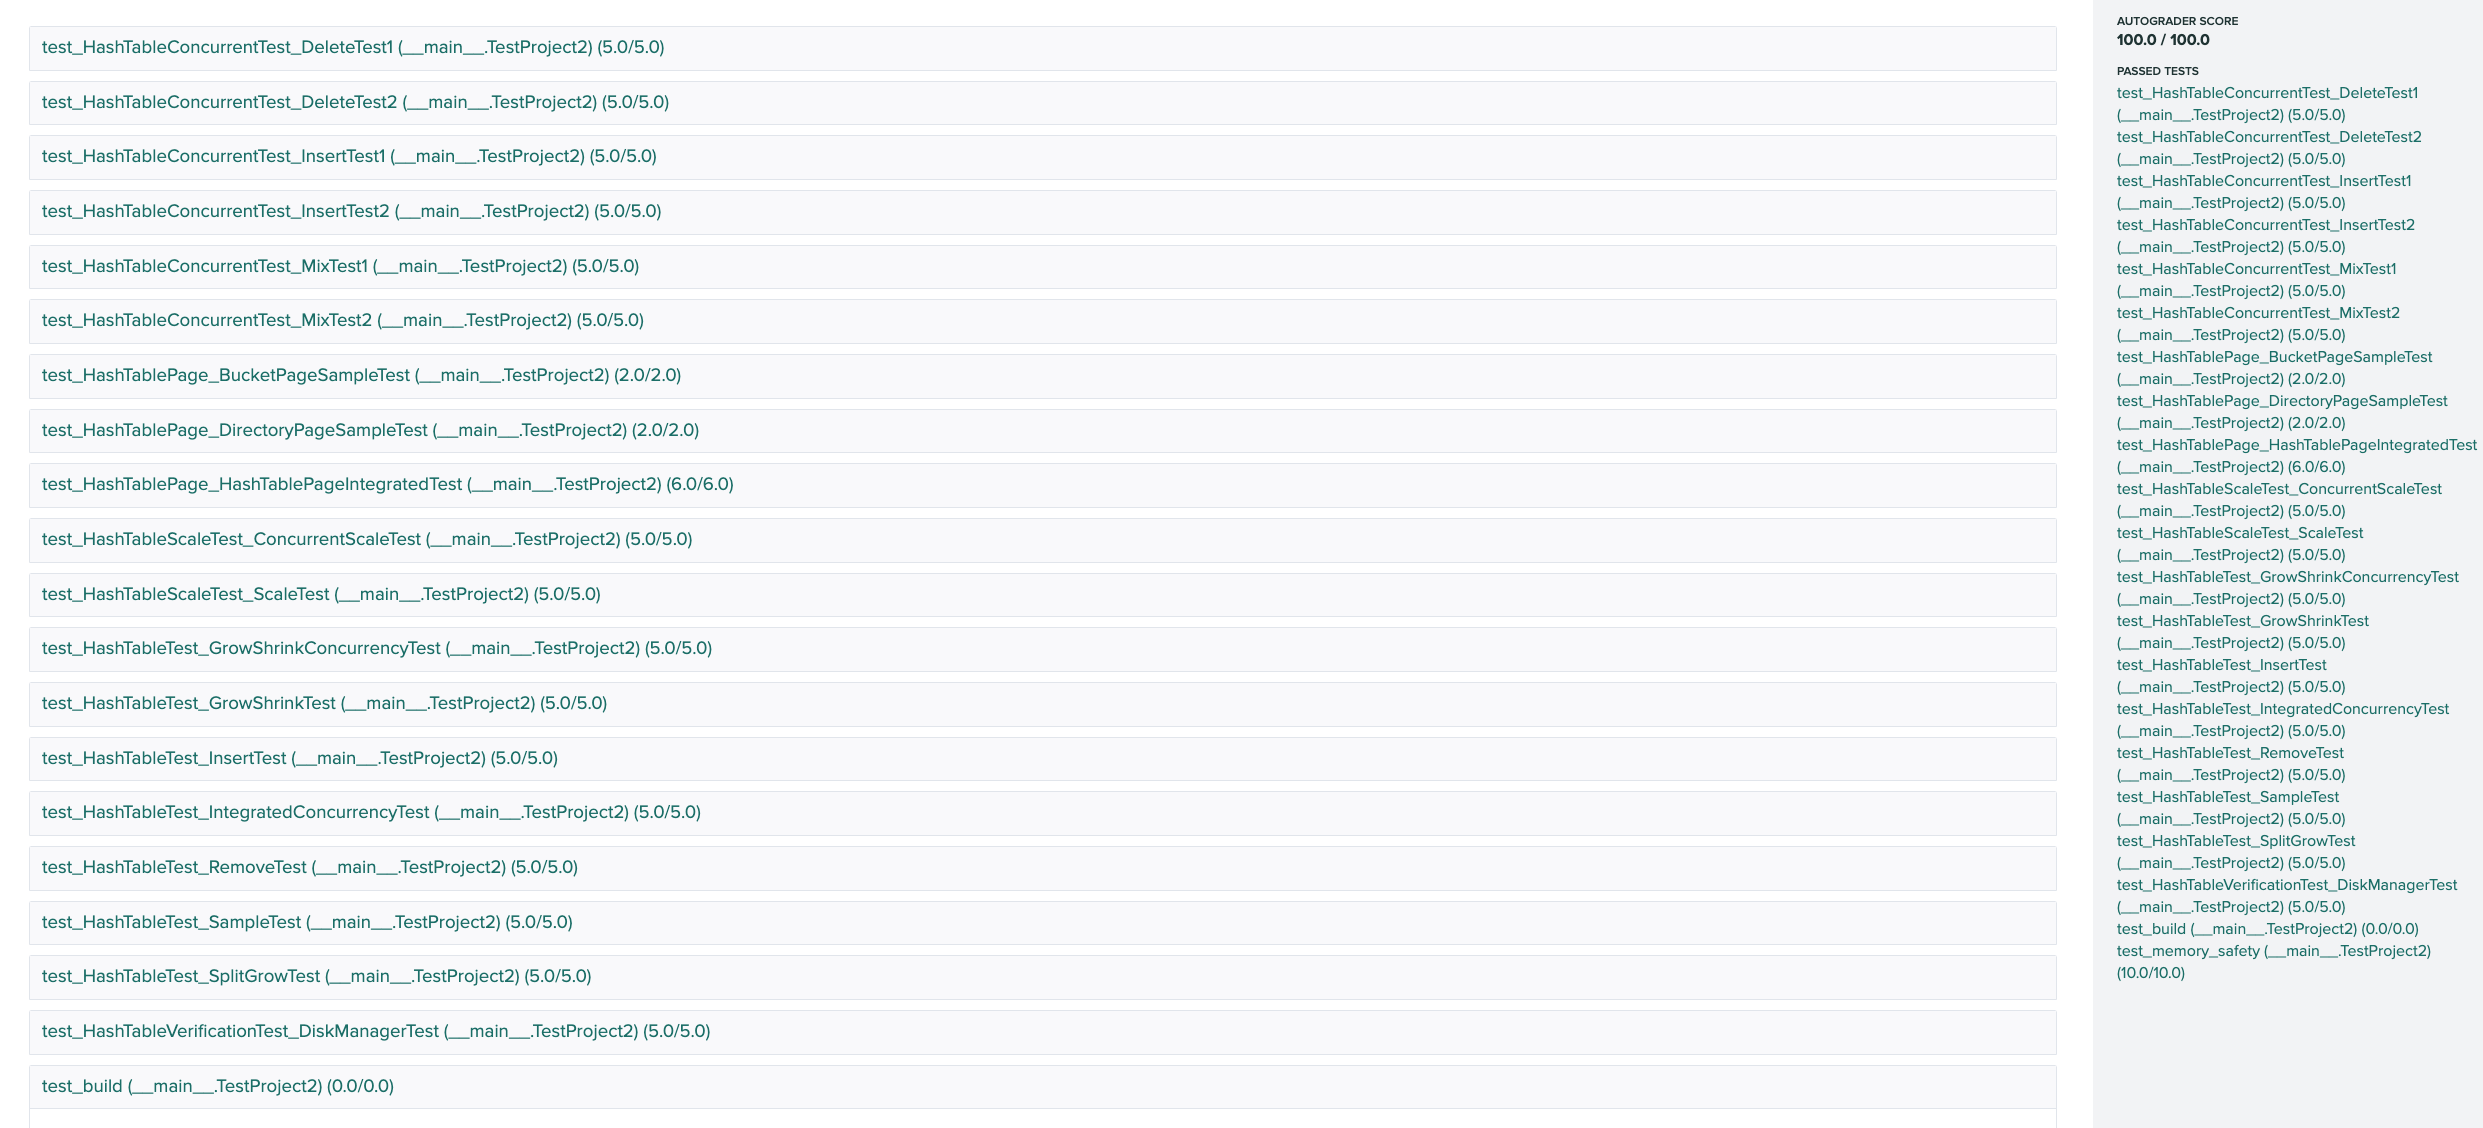 test_HashTableConcurrentTest_DeleteTest1 (__main__.TestProject2) (5.0/5.0)
test_HashTableConcurrentTest_DeleteTest2 (__main__.TestProject2) (5.0/5.0)
test_HashTableConcurrentTest_InsertTest1 (__main__.TestProject2) (5.0/5.0)
test_HashTableConcurrentTest_InsertTest2 (__main__.TestProject2) (5.0/5.0)
test_HashTableConcurrentTest_MixTest1 (__main__.TestProject2) (5.0/5.0)
test_HashTableConcurrentTest_MixTest2 (__main__.TestProject2) (5.0/5.0)
test_HashTablePage_BucketPageSampleTest (__main__.TestProject2) (2.0/2.0)
test_HashTablePage_DirectoryPageSampleTest (__main__.TestProject2) (2.0/2.0)
test_HashTablePage_HashTablePageIntegratedTest (__main__.TestProject2) (6.0/6.0)
test_HashTableScaleTest_ConcurrentScaleTest (__main__.TestProject2) (5.0/5.0)
test_HashTableScaleTest_ScaleTest (__main__.TestProject2) (5.0/5.0)
test_HashTableTest_GrowShrinkConcurrencyTest (__main__.TestProject2) (5.0/5.0)
test_HashTableTest_GrowShrinkTest (__main__.TestProject2) (5.0/5.0)
test_HashTableTest_InsertTest (__main__.TestProject2) (5.0/5.0)
test_HashTableTest_IntegratedConcurrencyTest (__main__.TestProject2) (5.0/5.0)
test_HashTableTest_RemoveTest (__main__.TestProject2) (5.0/5.0)
test_HashTableTest_SampleTest (__main__.TestProject2) (5.0/5.0)
test_HashTableTest_SplitGrowTest (__main__.TestProject2) (5.0/5.0)
test_HashTableVerificationTest_DiskManagerTest (__main__.TestProject2) (5.0/5.0)
test_build (__main__.TestProject2) (0.0/0.0)
AUTOGRADER SCORE
100.0 / 100.0
PASSED TESTS
test_HashTableConcurrentTest_DeleteTest1
(__main__.TestProject2) (5.0/5.0)
test_HashTableConcurrentTest_DeleteTest2
(__main__.TestProject2) (5.0/5.0)
test_HashTableConcurrentTest_InsertTest1
(__main__.TestProject2) (5.0/5.0)
test_HashTableConcurrentTest_InsertTest2
(__main__.TestProject2) (5.0/5.0)
test_HashTableConcurrentTest_MixTest1
(__main__.TestProject2) (5.0/5.0)
test_HashTableConcurrentTest_MixTest2
(__main__.TestProject2) (5.0/5.0)
test_HashTablePage_BucketPageSampleTest
(__main__.TestProject2) (2.0/2.0)
test_HashTablePage_DirectoryPageSampleTest
(__main__.TestProject2) (2.0/2.0)
test_HashTablePage_HashTablePageIntegratedTest
(__main__.TestProject2) (6.0/6.0)
test_HashTableScaleTest_ConcurrentScaleTest
(__main__.TestProject2) (5.0/5.0)
test_HashTableScaleTest_ScaleTest
(__main__.TestProject2) (5.0/5.0)
test_HashTableTest_GrowShrinkConcurrencyTest
(__main__.TestProject2) (5.0/5.0)
test_HashTableTest_GrowShrinkTest
(__main__.TestProject2) (5.0/5.0)
test_HashTableTest_InsertTest
(__main__.TestProject2) (5.0/5.0)
test_HashTableTest_IntegratedConcurrencyTest
(__main__.TestProject2) (5.0/5.0)
test_HashTableTest_RemoveTest
(__main__.TestProject2) (5.0/5.0)
test_HashTableTest_SampleTest
(__main__.TestProject2) (5.0/5.0)
test_HashTableTest_SplitGrowTest
(__main__.TestProject2) (5.0/5.0)
test_HashTableVerificationTest_DiskManagerTest
(__main__.TestProject2) (5.0/5.0)
test_build (__main__.TestProject2) (0.0/0.0)
test_memory_safety (__main__.TestProject2)
(10.0/10.0)